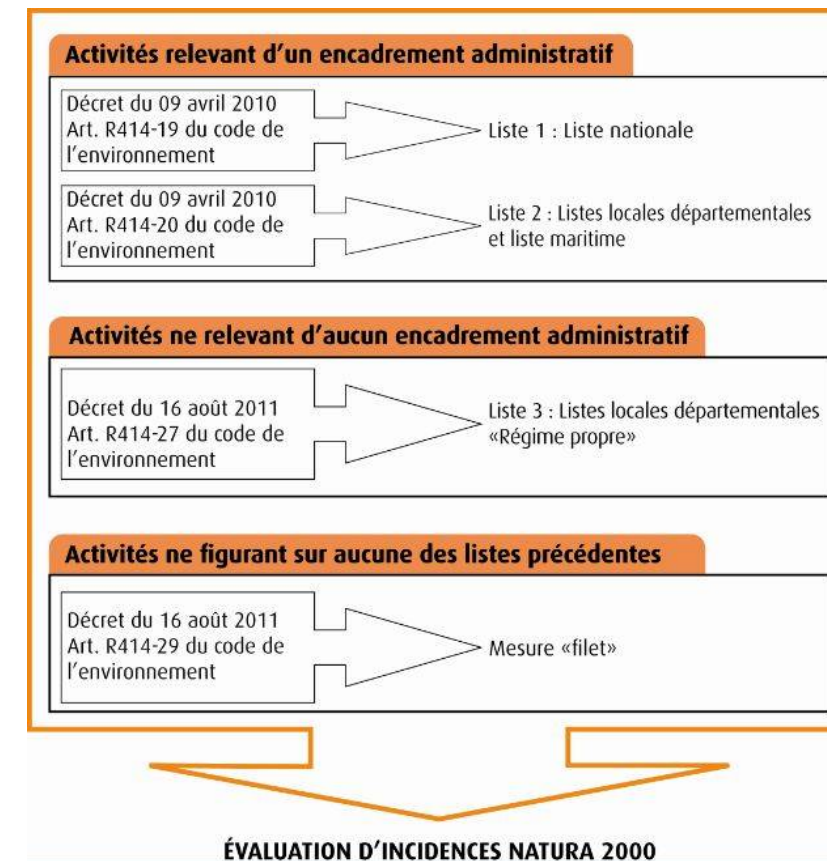 Activités relevant d’un encadrement administratif
Décret du 09 avril 2010
Art. R414-19 du code de
l’environnement
Liste 1 : Liste nationale
Décret du 09 avril 2010
Art. R414-20 du code de
l’environnement
Liste 2 : Listes locales départementales
et liste maritime
Activités ne relevant d’aucun encadrement administratif
Décret du 16 août 2011
Art. R414-27 du code de
l’environnement
Liste 3 : Listes locales départementales
«Régime propre»
Activités ne figurant sur aucune des listes précédentes
Décret du 16 août 2011
Art. R414-29 du code de
l’environnement
Mesure «filet»
ÉVALUATION D’INCIDENCES NATURA 2000